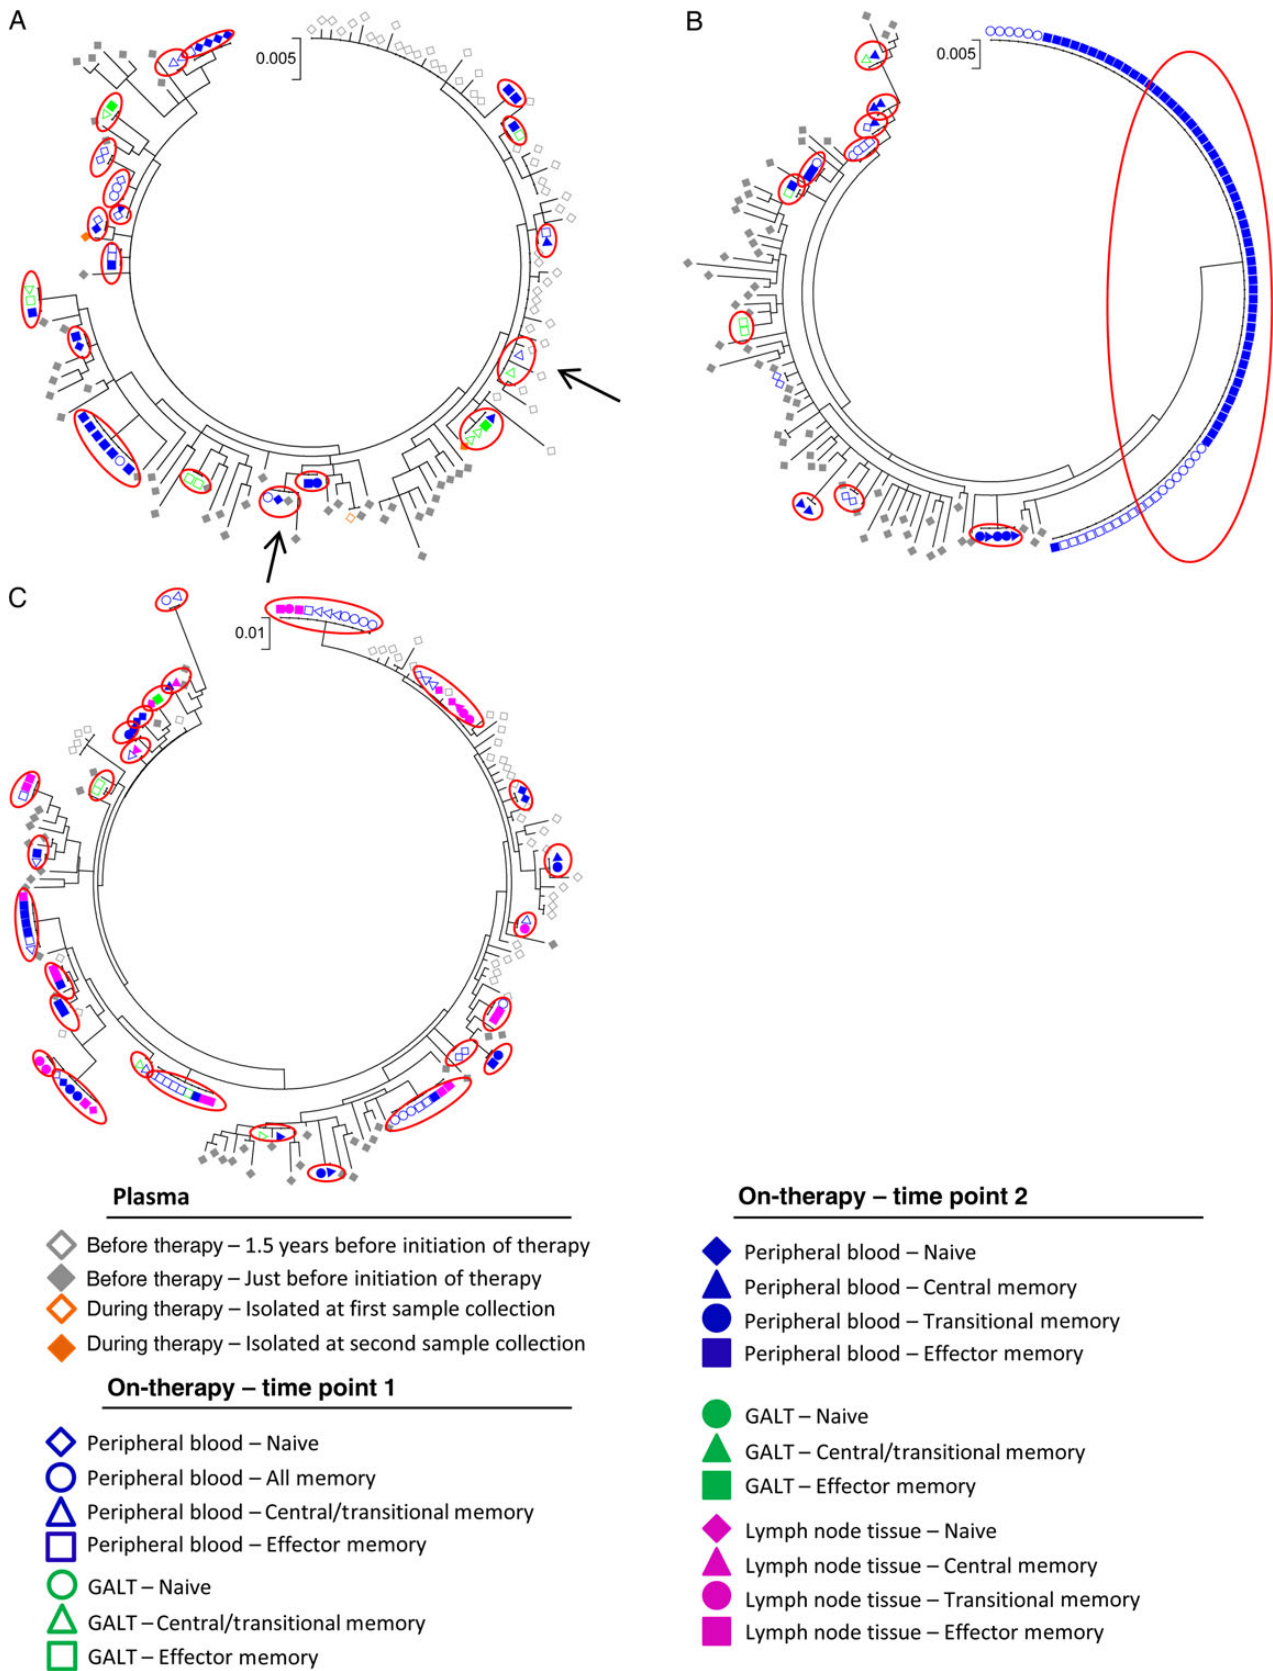 A
0.005
B
0.005
C
0.01
Plasma
Before therapy – 1.5 years before initiation of therapy
Before therapy – Just before initiation of therapy
During therapy – Isolated at first sample collection
During therapy – Isolated at second sample collection
On-therapy – time point 1
Peripheral blood – Naive
Peripheral blood – All memory
Peripheral blood – Central/transitional memory
Peripheral blood – Effector memory
GALT – Naive
GALT – Central/transitional memory
GALT – Effector memory
On-therapy – time point 2
Peripheral blood – Naive
Peripheral blood – Central memory
Peripheral blood – Transitional memory
Peripheral blood – Effector memory
GALT – Naive
GALT – Central/transitional memory
GALT – Effector memory
Lymph node tissue – Naive
Lymph node tissue – Central memory
Lymph node tissue – Transitional memory
Lymph node tissue – Effector memory